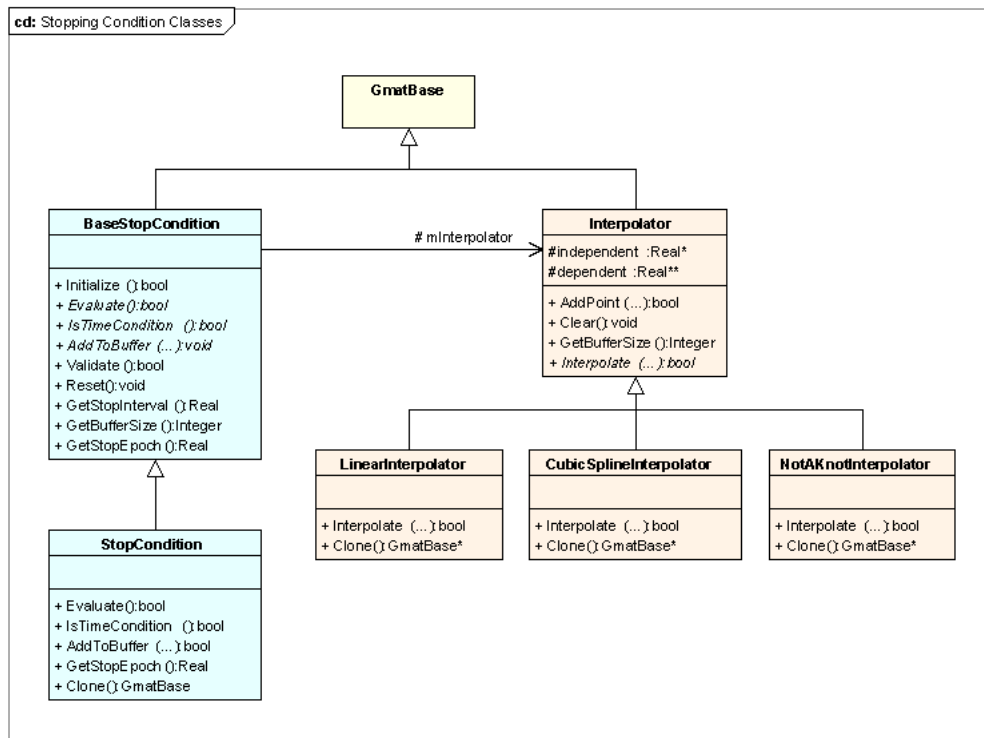 cd: Stopping Condition Classes
GmatBase
BaseStopCondition
+ Initialize ():bool
+ Evaluate():bool
+ IsTimeCondition ():bool
+ AddToBuffer (...):void
+ Validate ():bool
+ Reset():void
+ GetStopInterval ():Real
+ GetBufferSize ():Integer
+ GetStopEpoch ():Real
# mInterpolator
Interpolator
#independent :Real*
#dependent :Real**
+ AddPoint (...):bool
+ Clear():void
+ GetBufferSize ():Integer
+ Interpolate (...):bool
LinearInterpolator
+ Interpolate (...):bool
+ Clone():GmatBase*
CubicSplineInterpolator
+ Interpolate (...):bool
+ Clone():GmatBase*
NotAKnotInterpolator
+ Interpolate (...):bool
+ Clone():GmatBase*
StopCondition
+ Evaluate():bool
+ IsTimeCondition ():bool
+ AddToBuffer (...):bool
+ GetStopEpoch ():Real
+ Clone():GmatBase